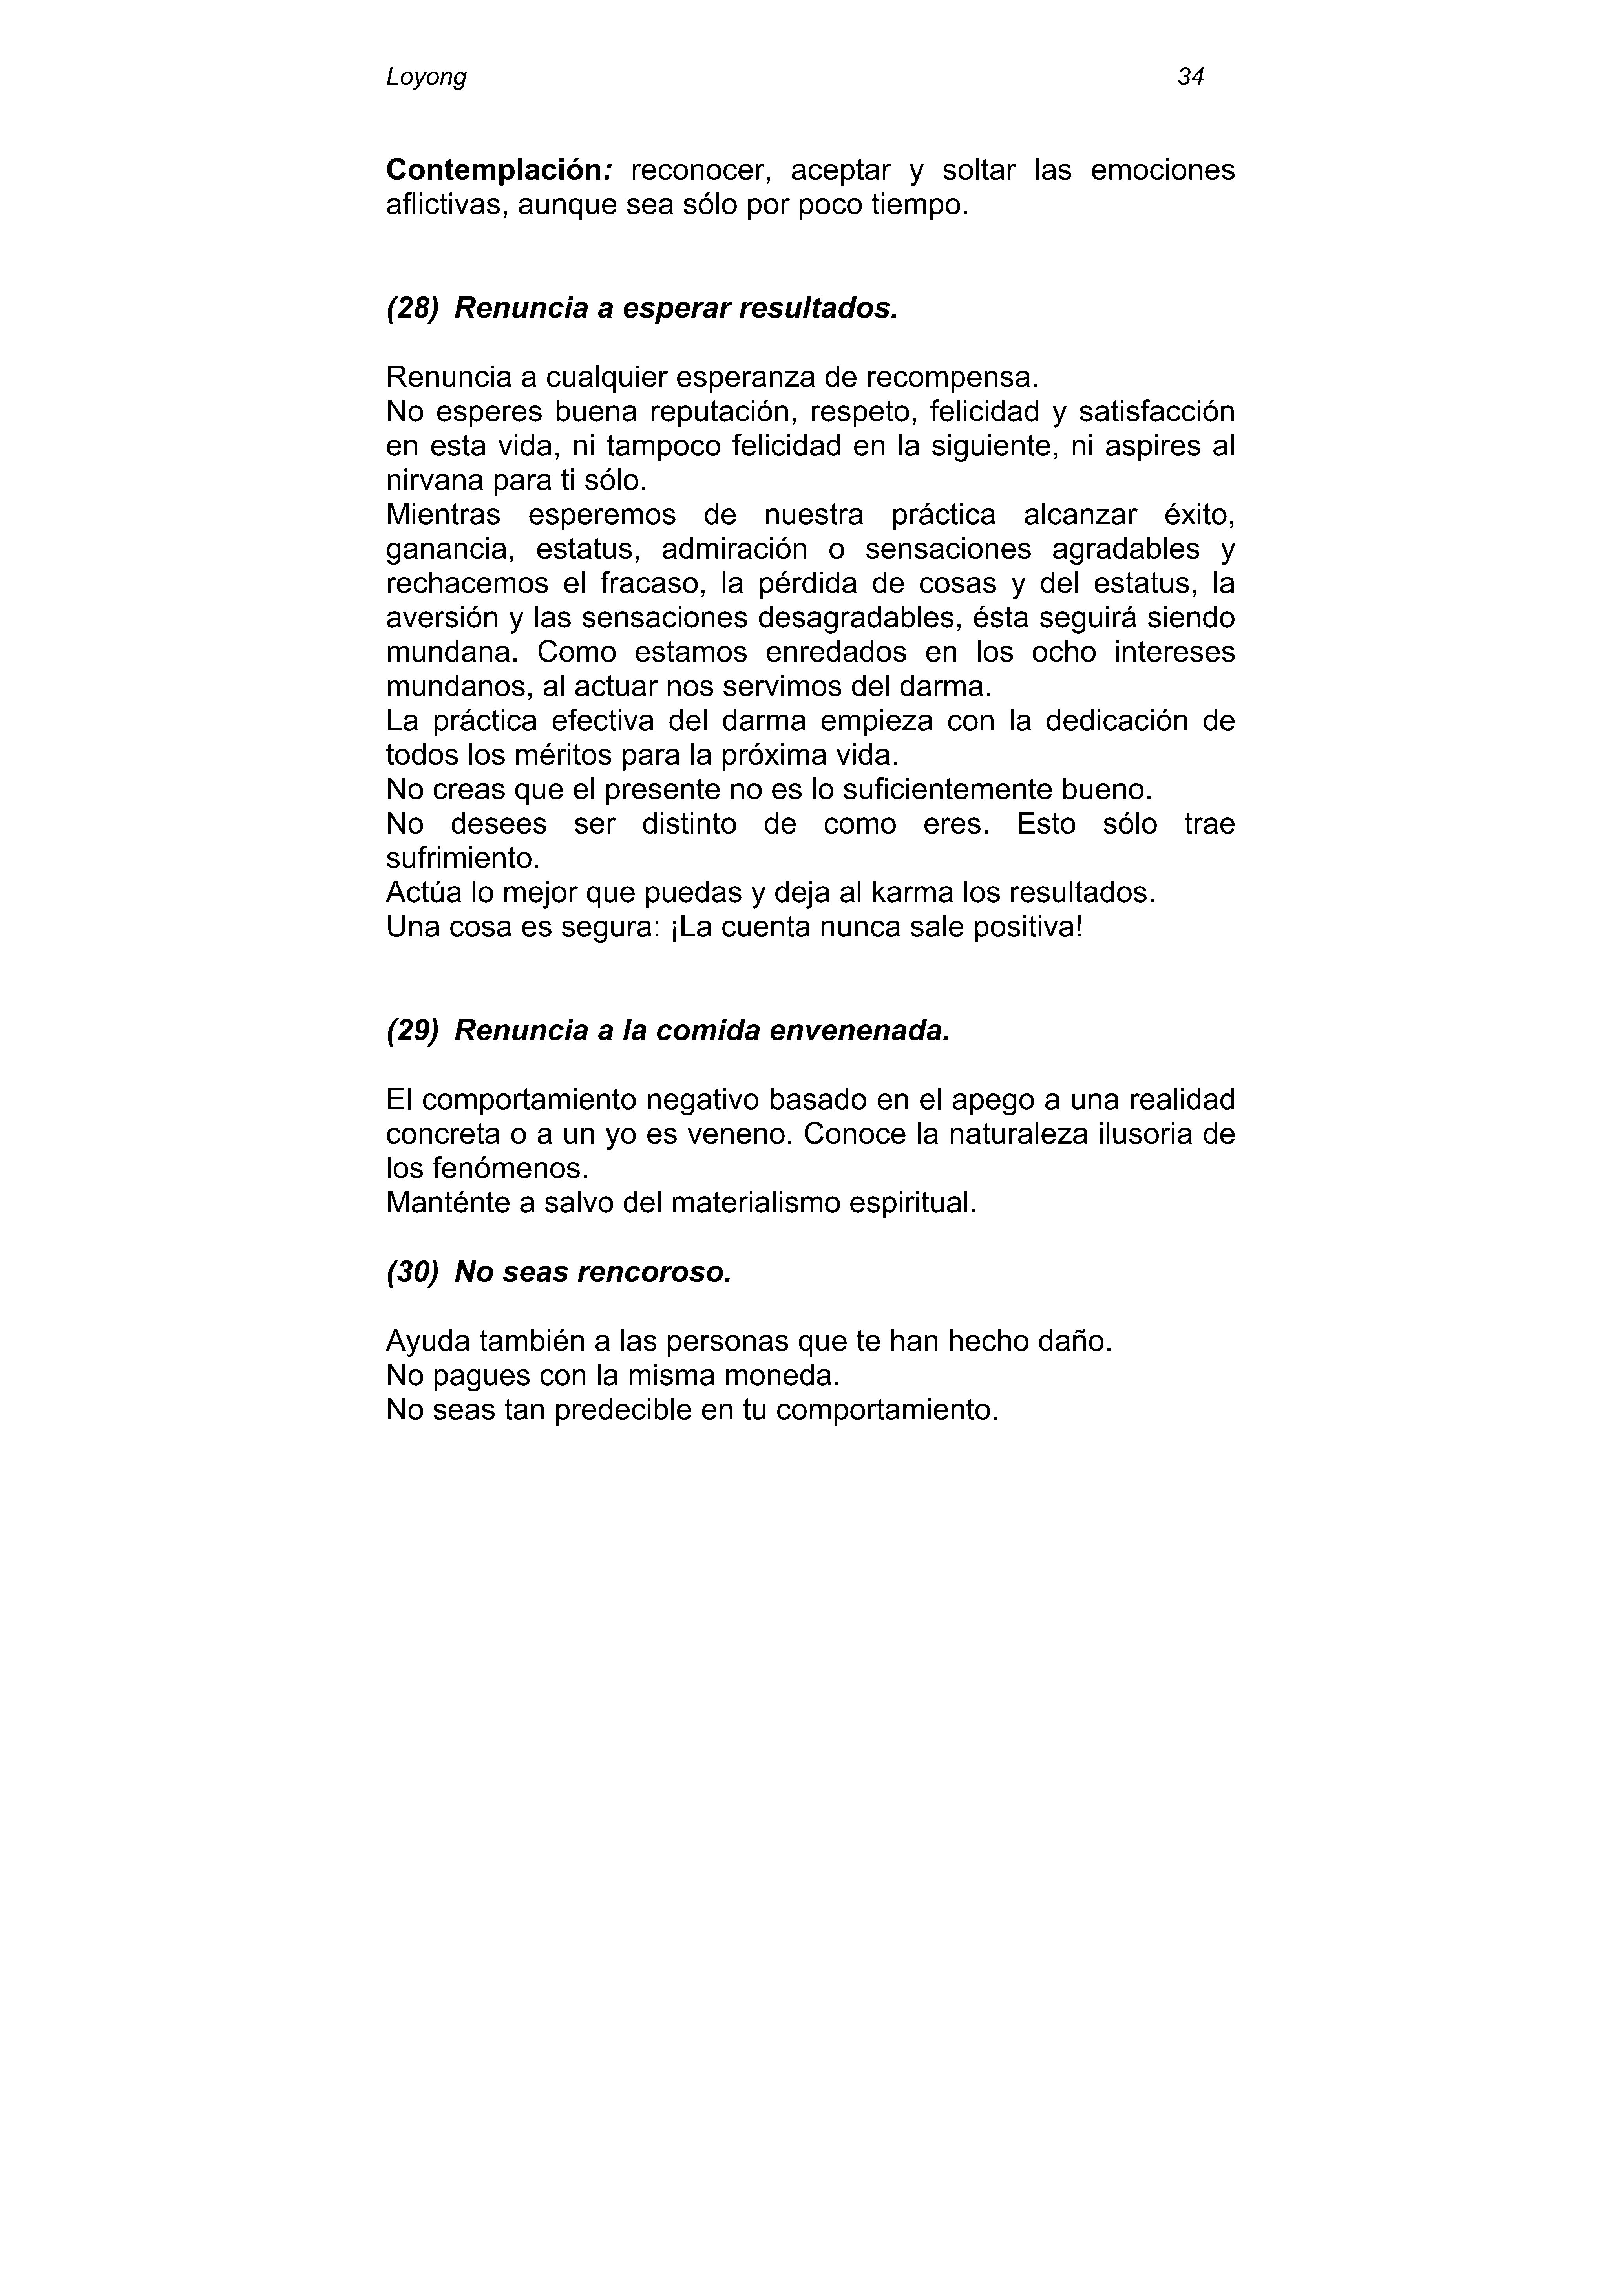 Loyong 34
Contemplación: reconocer, aceptar y soltar las emociones
aflictivas, aunque sea sólo por poco tiempo.
(28) Renuncia a esperar resultados.
Renuncia a cualquier esperanza de recompensa.
No esperes buena reputación, respeto, felicidad y satisfacción
en esta vida, ni tampoco felicidad en la siguiente, ni aspires al
nirvana para ti sólo.
Mientras esperemos de nuestra práctica alcanzar éxito,
ganancia, estatus, admiración o sensaciones agradables y
rechacemos el fracaso, la pérdida de cosas y del estatus, la
aversión y las sensaciones desagradables, ésta seguirá siendo
mundana. Como estamos enredados en los ocho intereses
mundanos, al actuar nos servimos del darma.
La práctica efectiva del darma empieza con la dedicación de
todos los méritos para la próxima vida.
No creas que el presente no es lo suficientemente bueno.
No desees ser distinto de como eres. Esto sólo trae
sufrimiento.
Actúa lo mejor que puedas y deja al karma los resultados.
Una cosa es segura: ¡La cuenta nunca sale positiva!
(29) Renuncia a la comida envenenada.
El comportamiento negativo basado en el apego a una realidad
concreta o a un yo es veneno. Conoce la naturaleza ilusoria de
los fenómenos.
Manténte a salvo del materialismo espiritual.
(30) No seas rencoroso.
Ayuda también a las personas que te han hecho daño.
No pagues con la misma moneda.
No seas tan predecible en tu comportamiento.